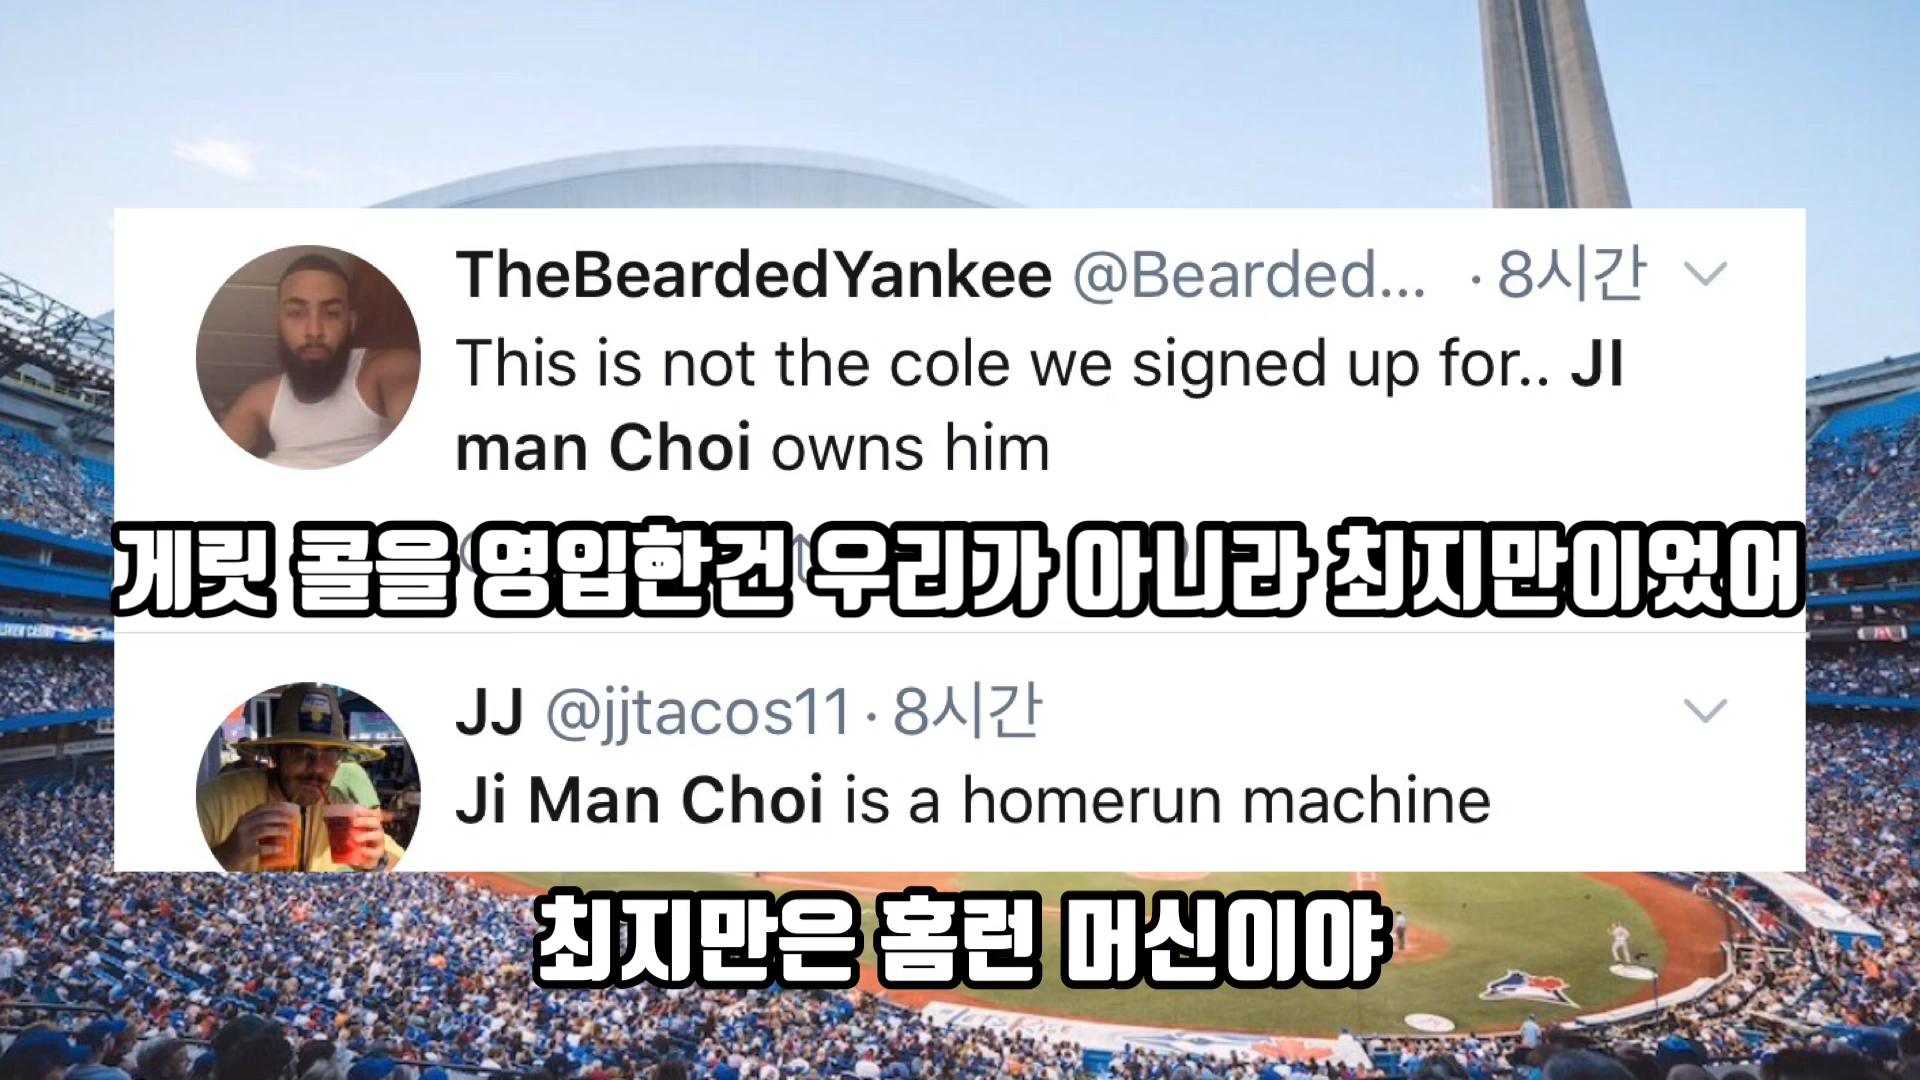 TheBeardedYankee @Bearded... · 8시간
This is not the cole we signed up for.. JI
man Choi owns him
게릿 콜을 영입한건 우리가 아니라 최지만이었어
JJ @jjtacos11 · 8시간
Ji Man Choi is a homerun machine
최지만은 홈런 머신이야